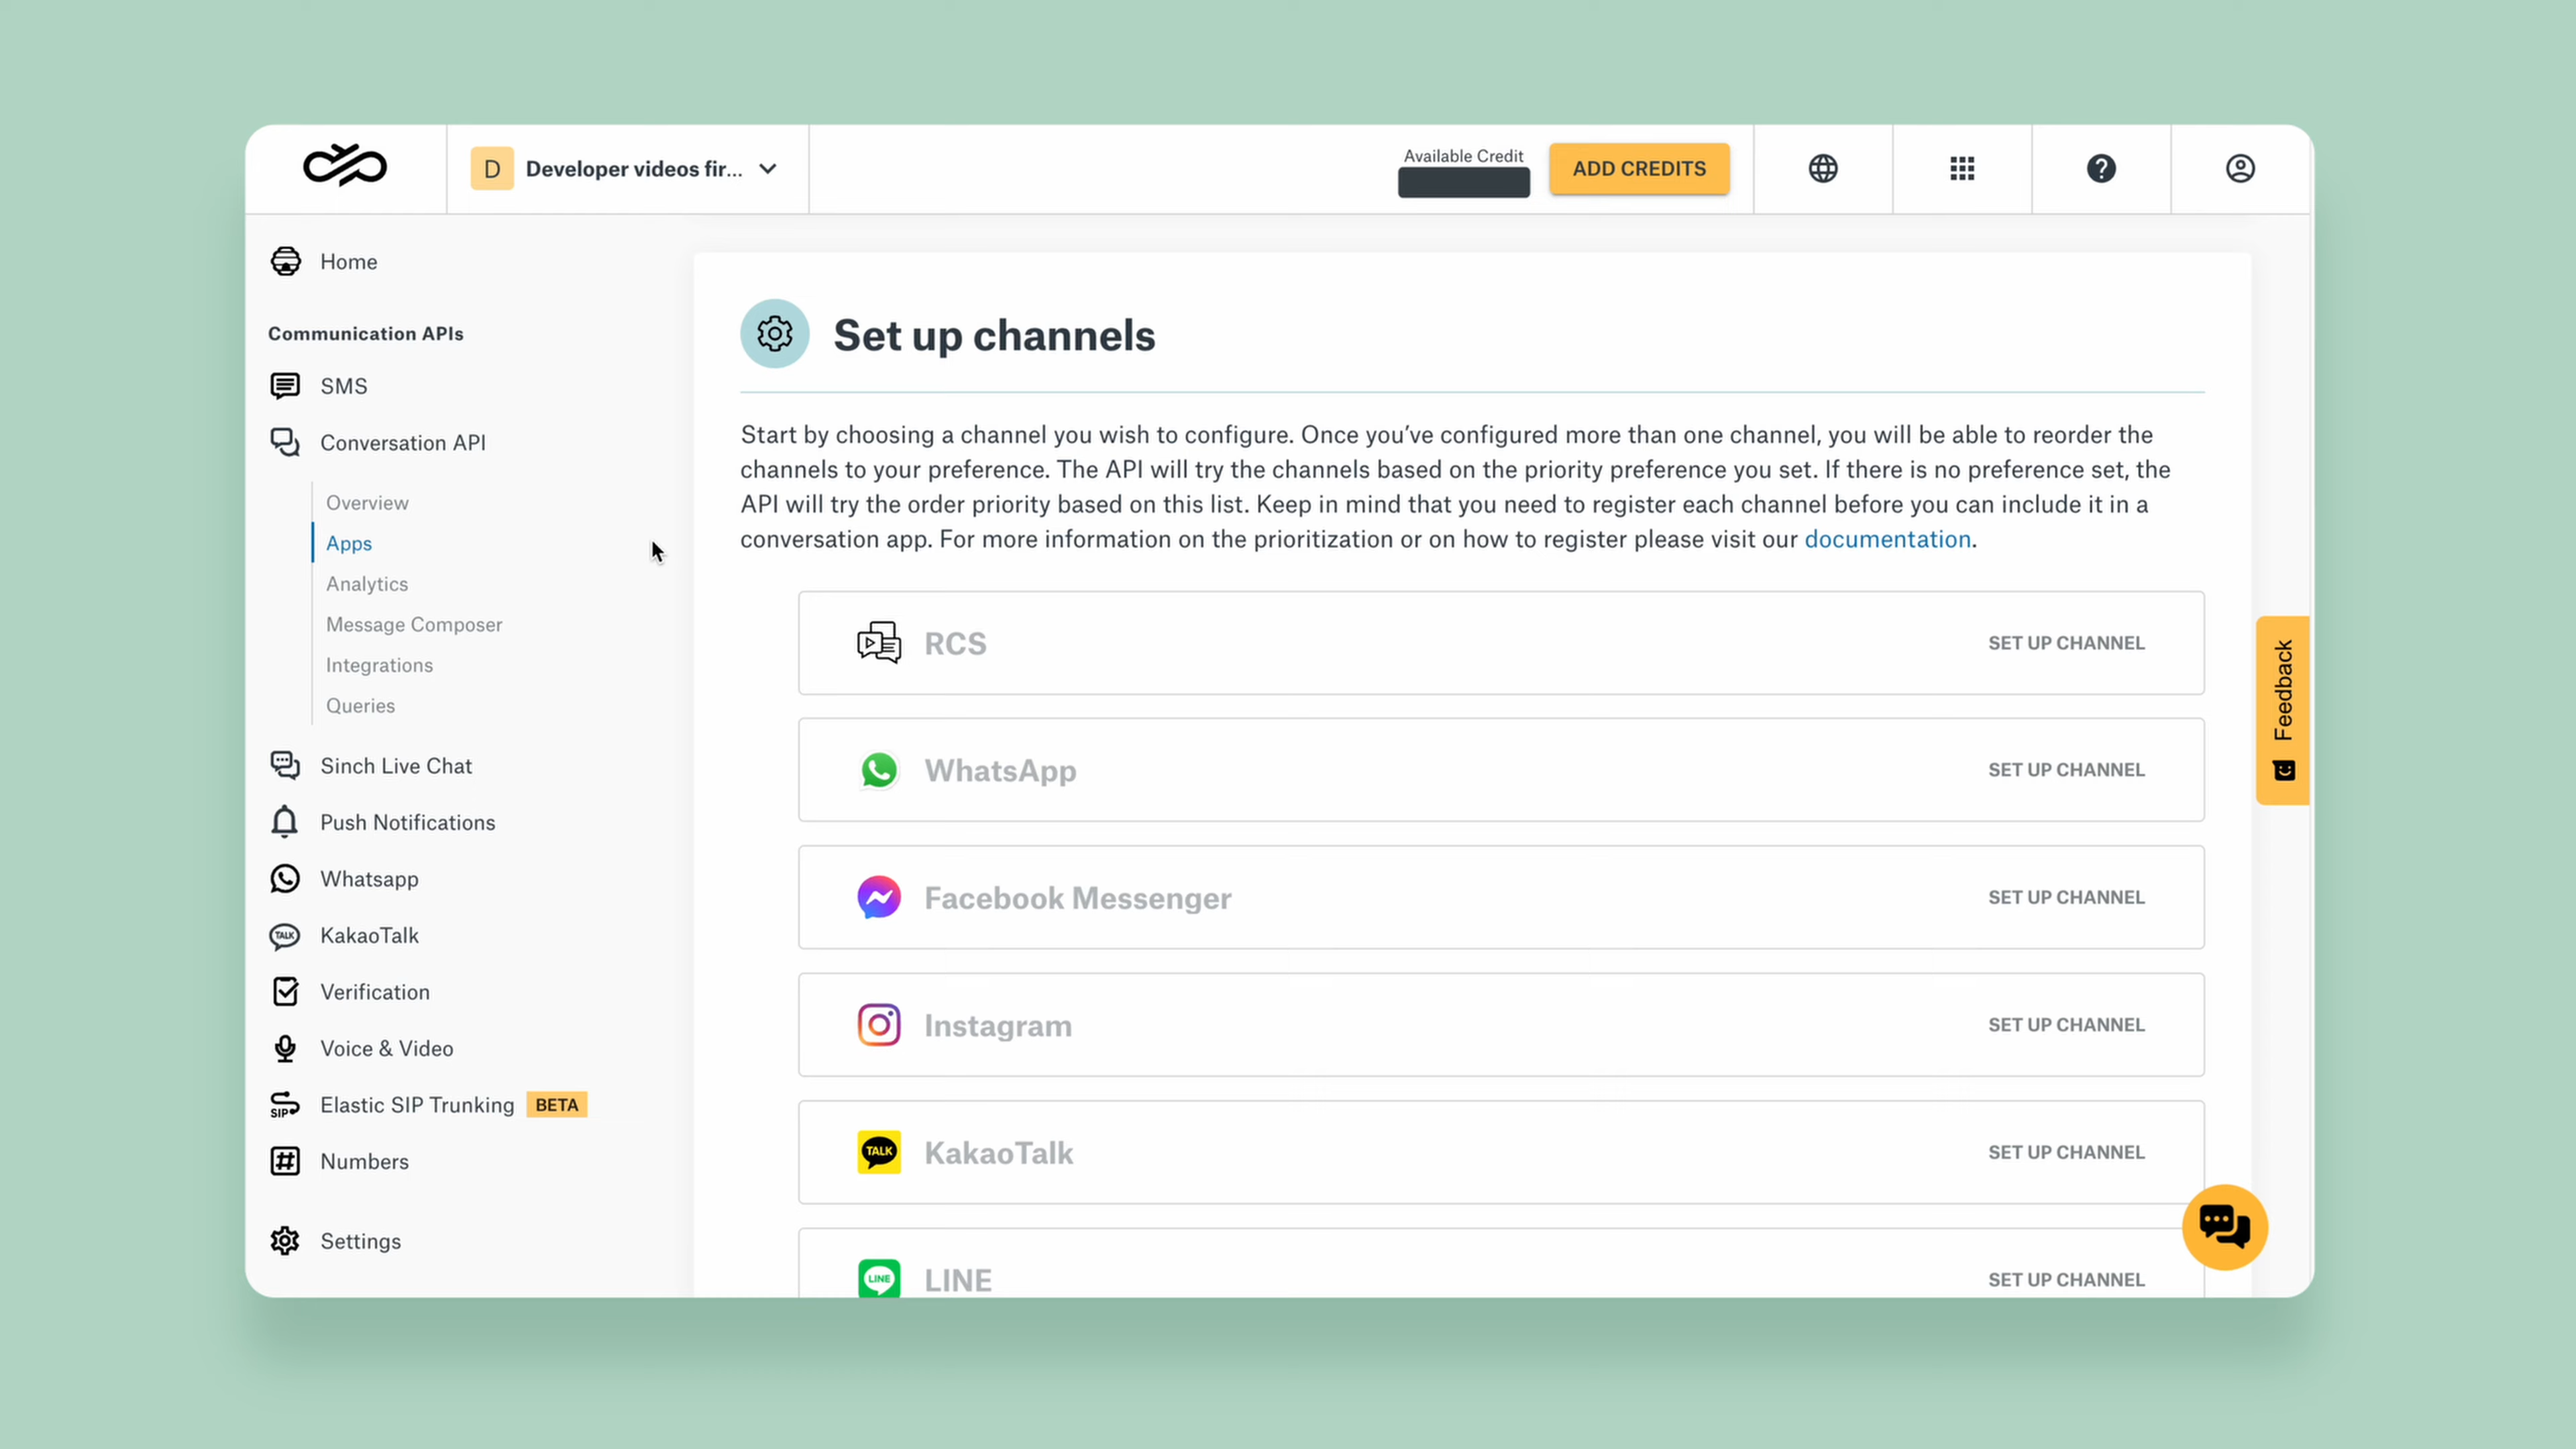 D Developer videos fir...
Available Credit
ADD CREDITS
Home
Communication APIs
SMS
Conversation API
Overview
Apps
Analytics
Message Composer
Integrations
Queries
Sinch Live Chat
Push Notifications
Whatsapp
TALK KakaoTalk
Verification
Voice & Video
SIP Elastic SIP Trunking BETA
Numbers
Settings
Set up channels
Start by choosing a channel you wish to configure. Once you've configured more than one channel, you will be able to reorder the
channels to your preference. The API will try the channels based on the priority preference you set. If there is no preference set, the
API will try the order priority based on this list. Keep in mind that you need to register each channel before you can include it in a
conversation app. For more information on the prioritization or on how to register please visit our documentation.
RCS SET UP CHANNEL
WhatsApp SET UP CHANNEL
Facebook Messenger SET UP CHANNEL
Instagram SET UP CHANNEL
TALK KakaoTalk SET UP CHANNEL
LINE LINE SET UP CHANNEL
Feedback